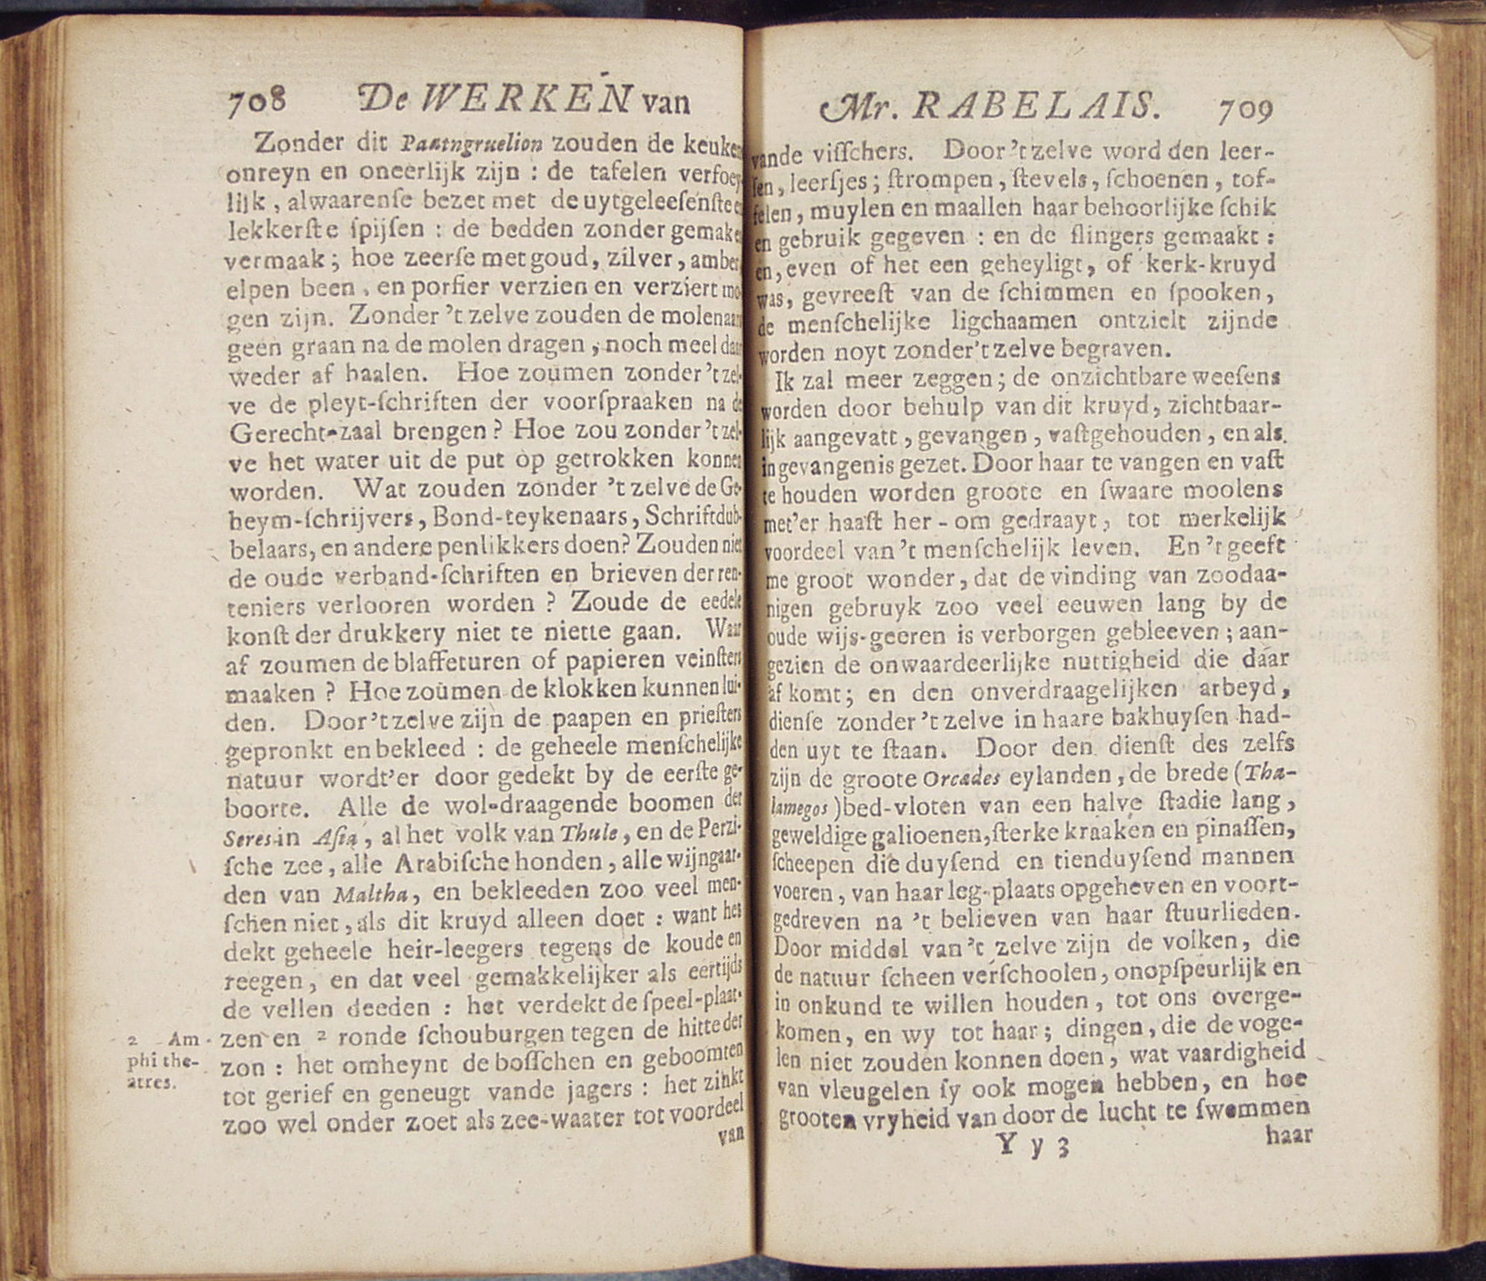 708 De WERKEN van
Zonder dit Paatngruelion zouden de keuken
onreyn en oneerlijk zijn : de tafelen verfoey-
lijk , alwaarenſe bezet met de uytgeleeſenſte en
lekkerſte ſpijſen : de bedden zonder gemak en
vermaak ; hoe zeerſe met goud, zilver, amber,
elpen been , en porfier verzien en verziert mo-
gen zijn. Zonder 't zelve zouden de molenaars
geen graan na de molen dragen , noch meel daar
weder af haalen. Hoe zoumen zonder 't zel-
ve de pleyt-ſchriften der voorſpraaken na de
Gerecht-zaal brengen ? Hoe zou zonder 't zel-
ve het water uit de put op getrokken konnen
worden. Wat zouden zonder 't zelve de Ge-
heym-ſchrijvers, Bond-teykenaars, Schriftdub-
belaars, en andere penlikkers doen? Zouden niet
de oude verband-ſchriften en brieven der ren-
teniers verlooren worden ? Zoude de eedele
konſt der drukkery niet te niette gaan. Waar
af zoumen de blaffeturen of papieren veinſters
maaken ? Hoe zoumen de klokken kunnen lui-
den. Door 't zelve zijn de paapen en prieſters
gepronkt en bekleed : de geheele menſchelijke
natuur wordt'er door gedekt by de eerſte ge-
boorte. Alle de wol-draagende boomen der
Seres in Aſia, al het volk van Thule, en de Perzi-
ſche zee, alle Arabiſche honden, alle wijngaar-
den van Maltha, en bekleeden zoo veel men-
ſchen niet, als dit kruyd alleen doet : want het
dekt geheele heir-leegers tegens de koude en
reegen, en dat veel gemakkelijker als eertijds
de vellen deeden : het verdekt de ſpeel-plaat-
zen en 2 ronde ſchouburgen tegen de hitte der
zon : het omheynt de boſſchen en geboomten
tot gerief en geneugt vande jagers : het zinkt
zoo wel onder zoet als zee-waater tot voordeel
van
2 Am-
phi the-
atres.
Mr. RABELAIS. 709
vande viſſchers. Door 't zelve word den leer-
ſen, leerſjes ; ſtrompen, ſtevels, ſchoenen, tof-
felen, muylen en maallen haar behoorlijke ſchik
en gebruik gegeven : en de ſlingers gemaakt :
en, even of het een geheyligt, of kerk-kruyd
was, gevreeſt van de ſchimmen en ſpooken,
de menſchelijke ligchaamen ontzielt zijnde
worden noyt zonder 't zelve begraven.
Ik zal meer zeggen ; de onzichtbare weeſens
worden door behulp van dit kruyd, zichtbaar-
lijk aangevatt, gevangen, vaſtgehouden, en als
in gevangenis gezet. Door haar te vangen en vaſt
te houden worden groote en ſwaare moolens
met'er haaſt her-om gedraayt, tot merkelijk
voordeel van 't menſchelijk leven. En 't geeft
me groot wonder, dat de vinding van zoodaa-
nigen gebruyk zoo veel eeuwen lang by de
oude wijs-geeren is verborgen gebleeven ; aan-
gezien de onwaardeerlijke nuttigheid die daar
af komt ; en den onverdraagelijken arbeyd,
dienſe zonder 't zelve in haare bakhuyſen had-
den uyt te ſtaan. Door den dienſt des zelfs
zijn de groote Orcades eylanden, de brede (Tha-
lamegos) bed-vloten van een halve ſtadie lang,
geweldige galioenen, ſterke kraaken en pinaſſen,
ſcheepen die duyſend en tienduyſend mannen
voeren, van haar leg-plaats opgeheven en voort-
gedreven na 't believen van haar ſtuurlieden.
Door middel van 't zelve zijn de volken, die
de natuur ſcheen verſchoolen, onopſpeurlijk en
in onkund te willen houden, tot ons overge-
komen, en wy tot haar ; dingen, die de voge-
len niet zouden konnen doen, wat vaardigheid
van vleugelen ſy ook mogen hebben, en hoe
grooten vryheid van door de lucht te ſwemmen
Y y 3 haar